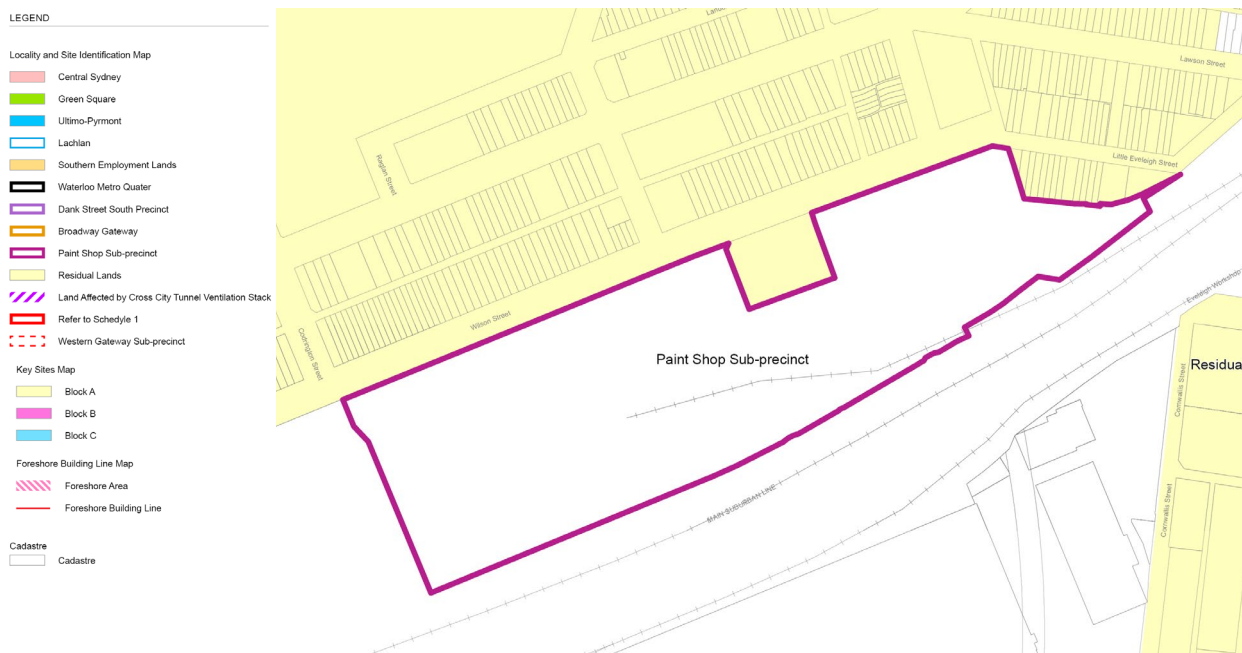 LEGEND
Locality and Site Identification Map
Central Sydney
Green Square
Ultimo-Pyrmont
Lachlan
Southern Employment Lands
Waterloo Metro Quater
Dank Street South Precinct
Broadway Gateway
Paint Shop Sub-precinct
Residual Lands
Land Affected by Cross City Tunnel Ventilation Stack
Refer to Schedyle 1
Western Gateway Sub-precinct
Key Sites Map
Block A
Block B
Block C
Foreshore Building Line Map
Foreshore Area
Foreshore Building Line
Cadastre
Cadastre
Lawson Street
Raglan Street
Little Eveleigh Street
Wilson Street
Codrington Street
Paint Shop Sub-precinct
MAIN SUBURBAN LINE
Eveleigh Workshop
Cornwallis Street
Residua
Cornwallis Street